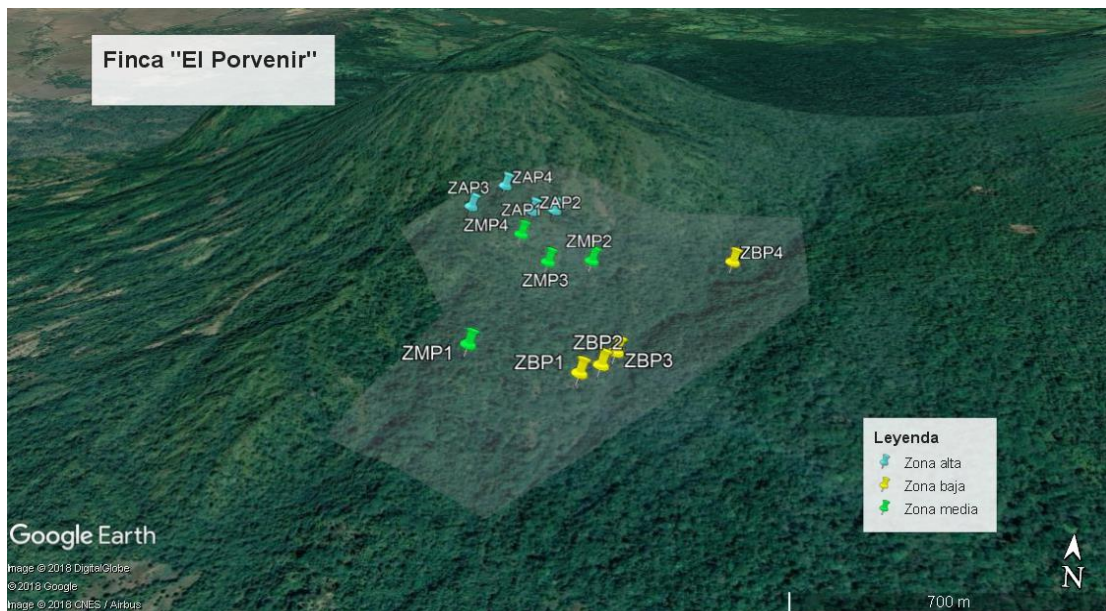 Finca "El Porvenir"
ZAP4
ZAP3
ZAP1
ZAP2
ZMP4
ZMP2
ZBP4
ZMP3
ZMP1
ZBP2
ZBP1
ZBP3
Leyenda
Zona alta
Zona baja
Zona media
Google Earth
Image © 2018 DigitalGlobe
© 2018 Google
Image © 2018 CNES / Airbus
N
700 m